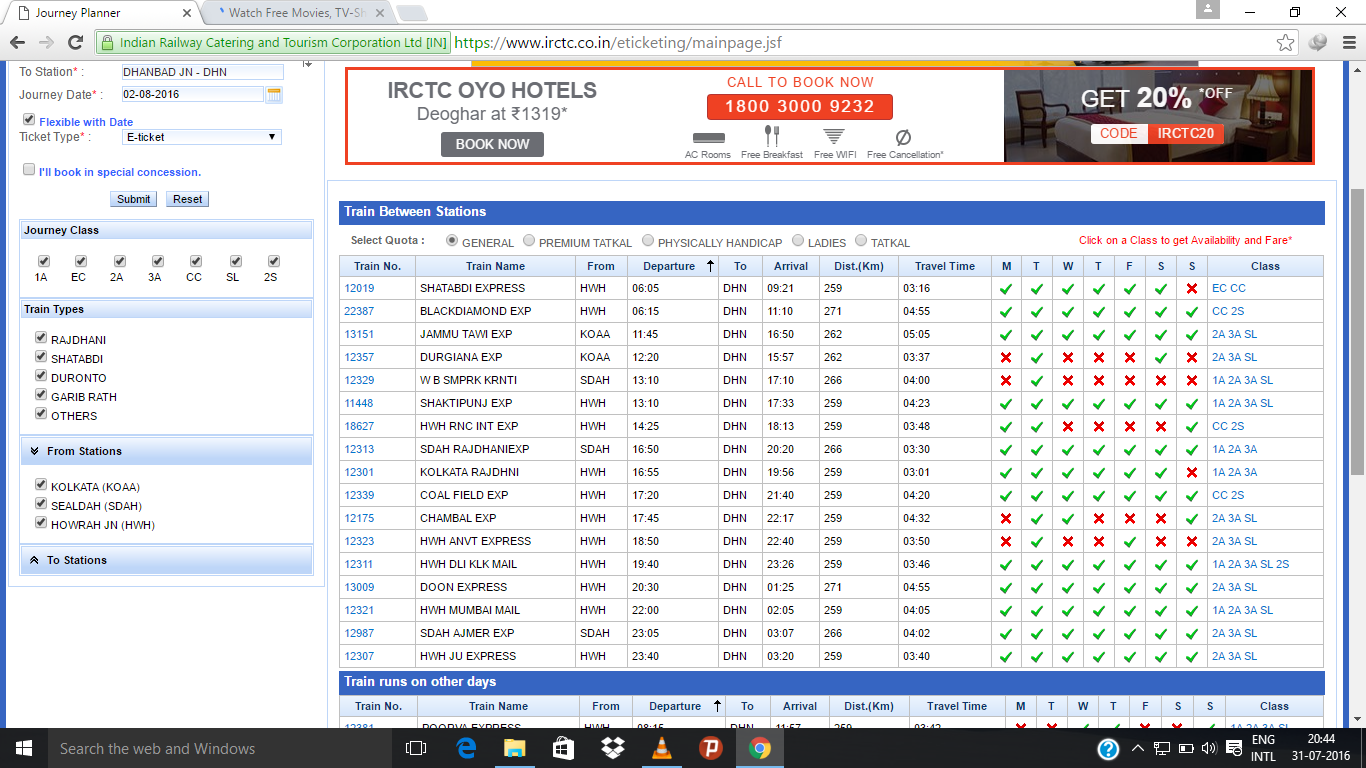 Journey Planner
Watch Free Movies, TV-Sh
Indian Railway Catering and Tourism Corporation Ltd [IN] https://www.irctc.co.in/eticketing/mainpage.jsf
To Station* : DHANBAD JN - DHN
Journey Date* : 02-08-2016
Flexible with Date
Ticket Type* : E-ticket
I'll book in special concession.
Submit Reset
Journey Class
1A EC 2A 3A CC SL 2S
Train Types
RAJDHANI
SHATABDI
DURONTO
GARIB RATH
OTHERS
From Stations
KOLKATA (KOAA)
SEALDAH (SDAH)
HOWRAH JN (HWH)
To Stations
IRCTC OYO HOTELS
Deoghar at ₹1319*
BOOK NOW
CALL TO BOOK NOW
1800 3000 9232
AC Rooms Free Breakfast Free WIFI Free Cancellation*
GET 20% *OFF
CODE IRCTC20
Train Between Stations
Select Quota : GENERAL PREMIUM TATKAL PHYSICALLY HANDICAP LADIES TATKAL Click on a Class to get Availability and Fare*
Train No. Train Name From Departure To Arrival Dist.(Km) Travel Time M T W T F S S Class
12019 SHATABDI EXPRESS HWH 06:05 DHN 09:21 259 03:16 EC CC
22387 BLACKDIAMOND EXP HWH 06:15 DHN 11:10 271 04:55 CC 2S
13151 JAMMU TAWI EXP KOAA 11:45 DHN 16:50 262 05:05 2A 3A SL
12357 DURGIANA EXP KOAA 12:20 DHN 15:57 262 03:37 2A 3A SL
12329 W B SMPRK KRNTI SDAH 13:10 DHN 17:10 266 04:00 1A 2A 3A SL
11448 SHAKTIPUNJ EXP HWH 13:10 DHN 17:33 259 04:23 1A 2A 3A SL
18627 HWH RNC INT EXP HWH 14:25 DHN 18:13 259 03:48 CC 2S
12313 SDAH RAJDHANIEXP SDAH 16:50 DHN 20:20 266 03:30 1A 2A 3A
12301 KOLKATA RAJDHNI HWH 16:55 DHN 19:56 259 03:01 1A 2A 3A
12339 COAL FIELD EXP HWH 17:20 DHN 21:40 259 04:20 CC 2S
12175 CHAMBAL EXP HWH 17:45 DHN 22:17 259 04:32 2A 3A SL
12323 HWH ANVT EXPRESS HWH 18:50 DHN 22:40 259 03:50 2A 3A SL
12311 HWH DLI KLK MAIL HWH 19:40 DHN 23:26 259 03:46 1A 2A 3A SL 2S
13009 DOON EXPRESS HWH 20:30 DHN 01:25 271 04:55 2A 3A SL
12321 HWH MUMBAI MAIL HWH 22:00 DHN 02:05 259 04:05 1A 2A 3A SL
12987 SDAH AJMER EXP SDAH 23:05 DHN 03:07 266 04:02 2A 3A SL
12307 HWH JU EXPRESS HWH 23:40 DHN 03:20 259 03:40 2A 3A SL
Train runs on other days
Train No. Train Name From Departure To Arrival Dist.(Km) Travel Time M T W T F S S Class
12381 POORVA EXPRESS HWH 08:15 DHN 11:57 259 03:42 1A 2A 3A SL
Search the web and Windows
ENG
INTL
20:44
31-07-2016